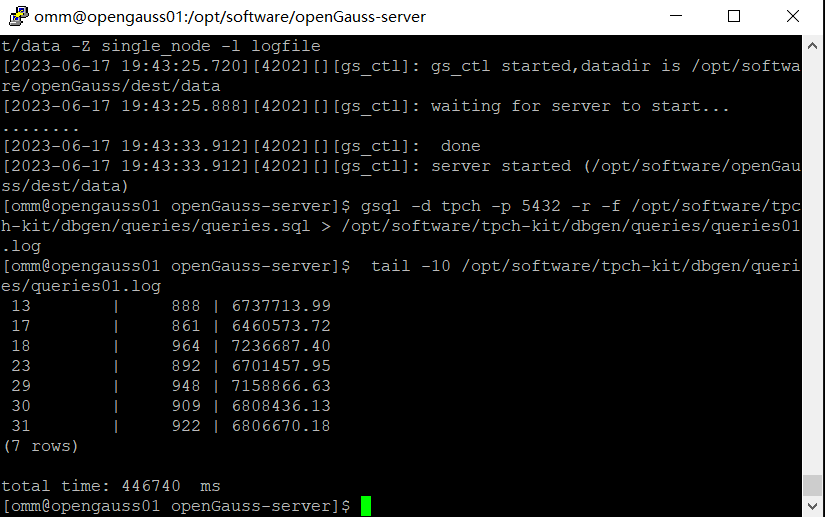 omm@opengauss01:/opt/software/openGauss-server
t/data -Z single_node -l logfile
[2023-06-17 19:43:25.720][4202][][gs_ctl]: gs_ctl started,datadir is /opt/softwa
re/openGauss/dest/data
[2023-06-17 19:43:25.888][4202][][gs_ctl]: waiting for server to start...
........
[2023-06-17 19:43:33.912][4202][][gs_ctl]:  done
[2023-06-17 19:43:33.912][4202][][gs_ctl]: server started (/opt/software/openGau
ss/dest/data)
[omm@opengauss01 openGauss-server]$ gsql -d tpch -p 5432 -r -f /opt/software/tpc
h-kit/dbgen/queries/queries.sql > /opt/software/tpch-kit/dbgen/queries/queries01
.log
[omm@opengauss01 openGauss-server]$  tail -10 /opt/software/tpch-kit/dbgen/queri
es/queries01.log
 13         |      888 | 6737713.99
 17         |      861 | 6460573.72
 18         |      964 | 7236687.40
 23         |      892 | 6701457.95
 29         |      948 | 7158866.63
 30         |      909 | 6808436.13
 31         |      922 | 6806670.18
(7 rows)
total time: 446740  ms
[omm@opengauss01 openGauss-server]$